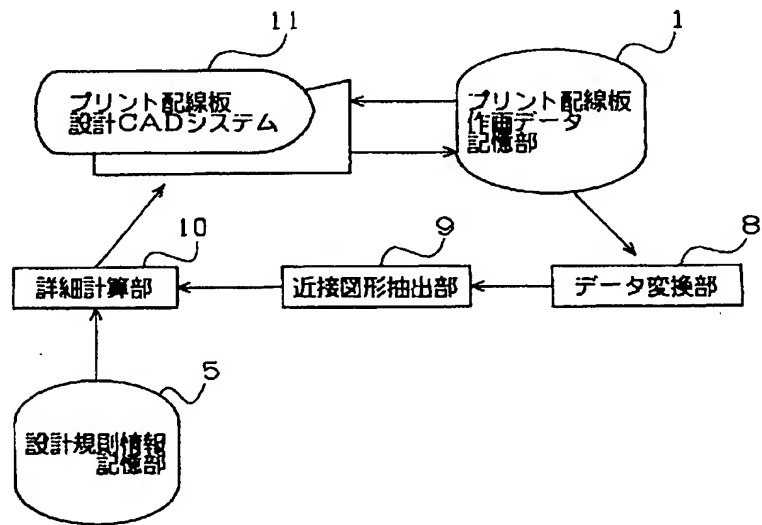 11
1
プリント配線板
設計CADシステム
プリント配線板
作画データ
記憶部
10
9
8
詳細計算部
近接図形抽出部
データ変換部
5
設計規則情報
記憶部